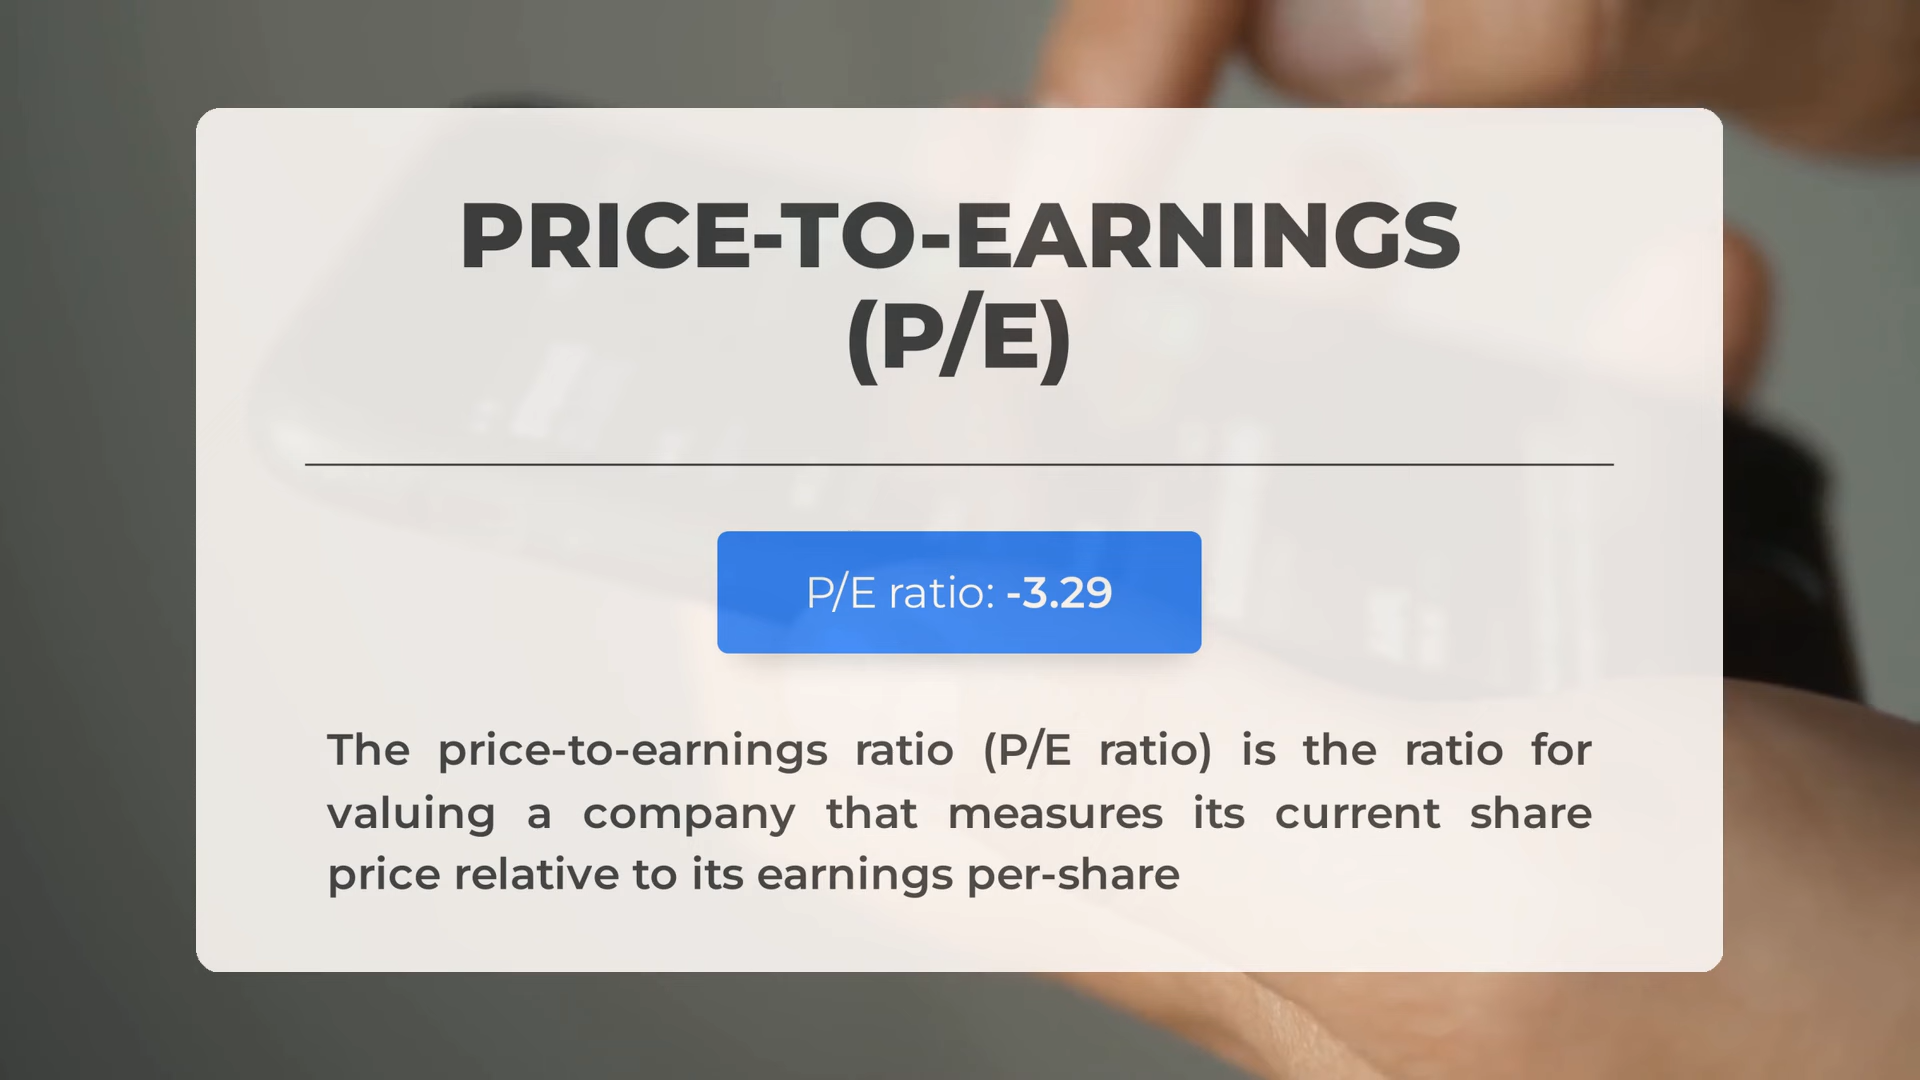 PRICE-TO-EARNINGS
(P/E)
P/E ratio: -3.29
The price-to-earnings ratio (P/E ratio) is the ratio for
valuing a company that measures its current share
price relative to its earnings per-share